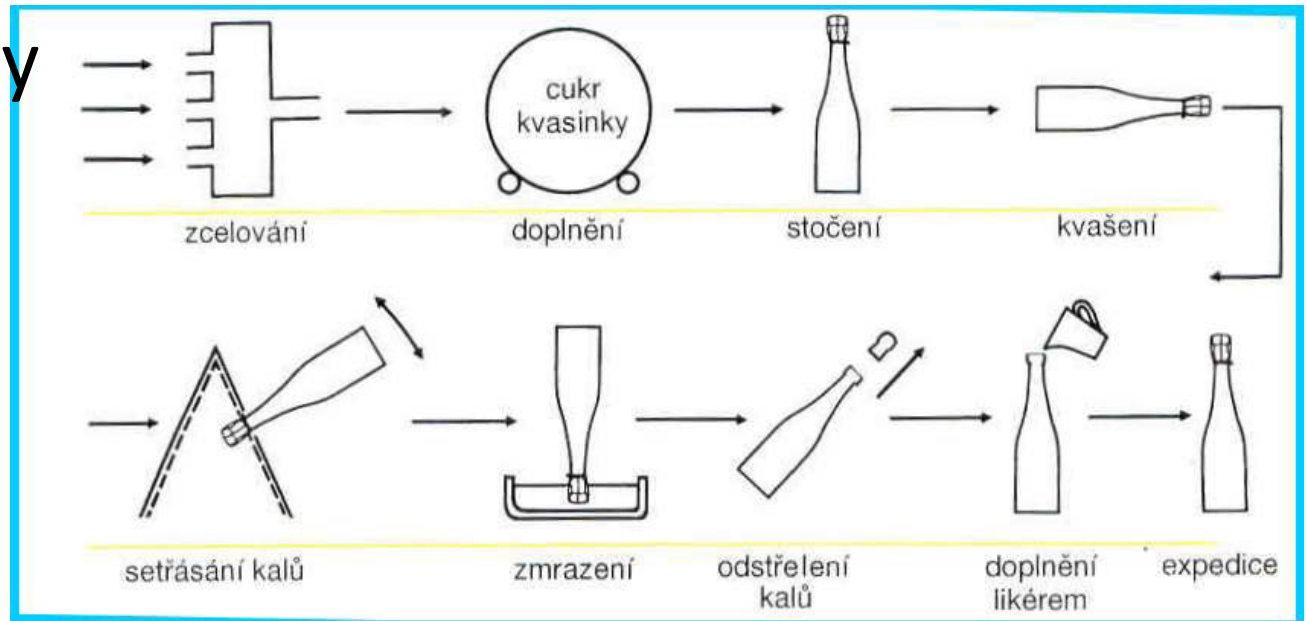 y
cukr
kvasinky
zcelování
doplnění
stočení
kvašení
setřásání kalů
zmrazení
odstřelení
kalů
doplnění
likérem
expedice